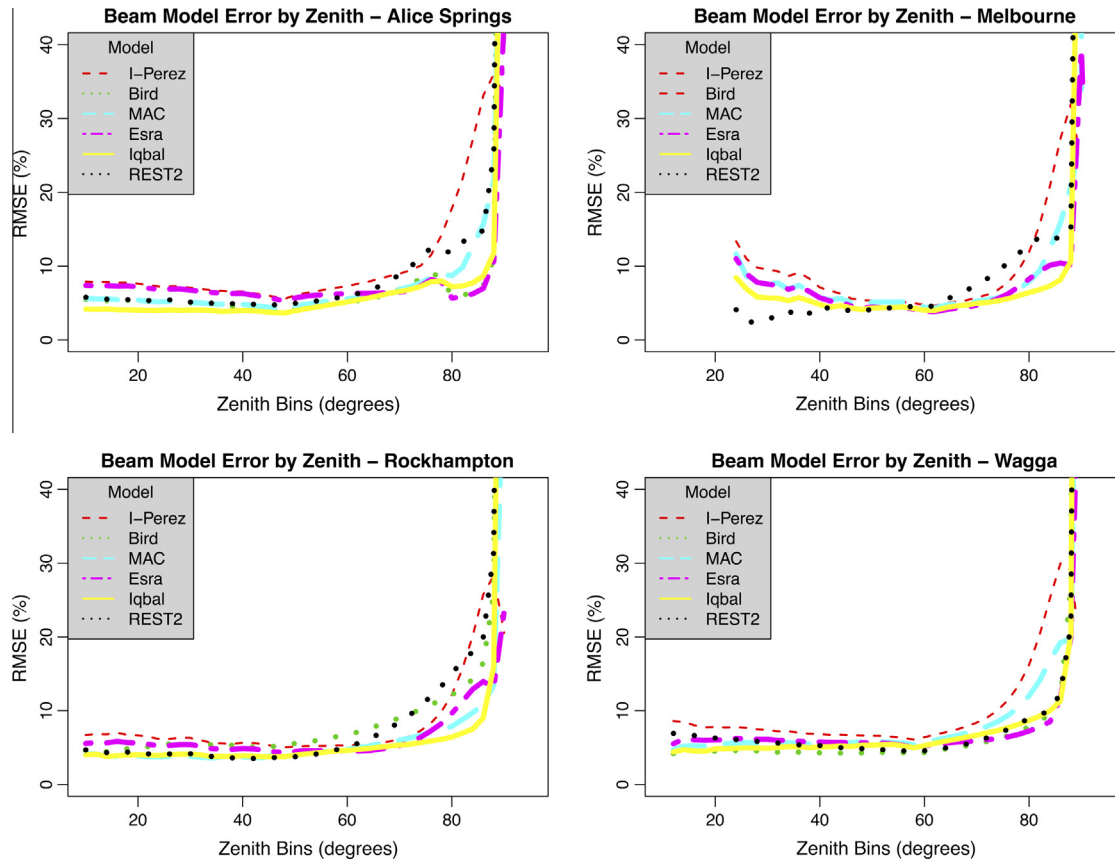 Beam Model Error by Zenith – Alice Springs
RMSE (%)
0 10 20 30 40
Model
I–Perez
Bird
MAC
Esra
Iqbal
REST2
20 40 60 80
Zenith Bins (degrees)
Beam Model Error by Zenith – Melbourne
RMSE (%)
0 10 20 30 40
Model
I–Perez
Bird
MAC
Esra
Iqbal
REST2
20 40 60 80
Zenith Bins (degrees)
Beam Model Error by Zenith – Rockhampton
RMSE (%)
0 10 20 30 40
Model
I–Perez
Bird
MAC
Esra
Iqbal
REST2
20 40 60 80
Zenith Bins (degrees)
Beam Model Error by Zenith – Wagga
RMSE (%)
0 10 20 30 40
Model
I–Perez
Bird
MAC
Esra
Iqbal
REST2
20 40 60 80
Zenith Bins (degrees)